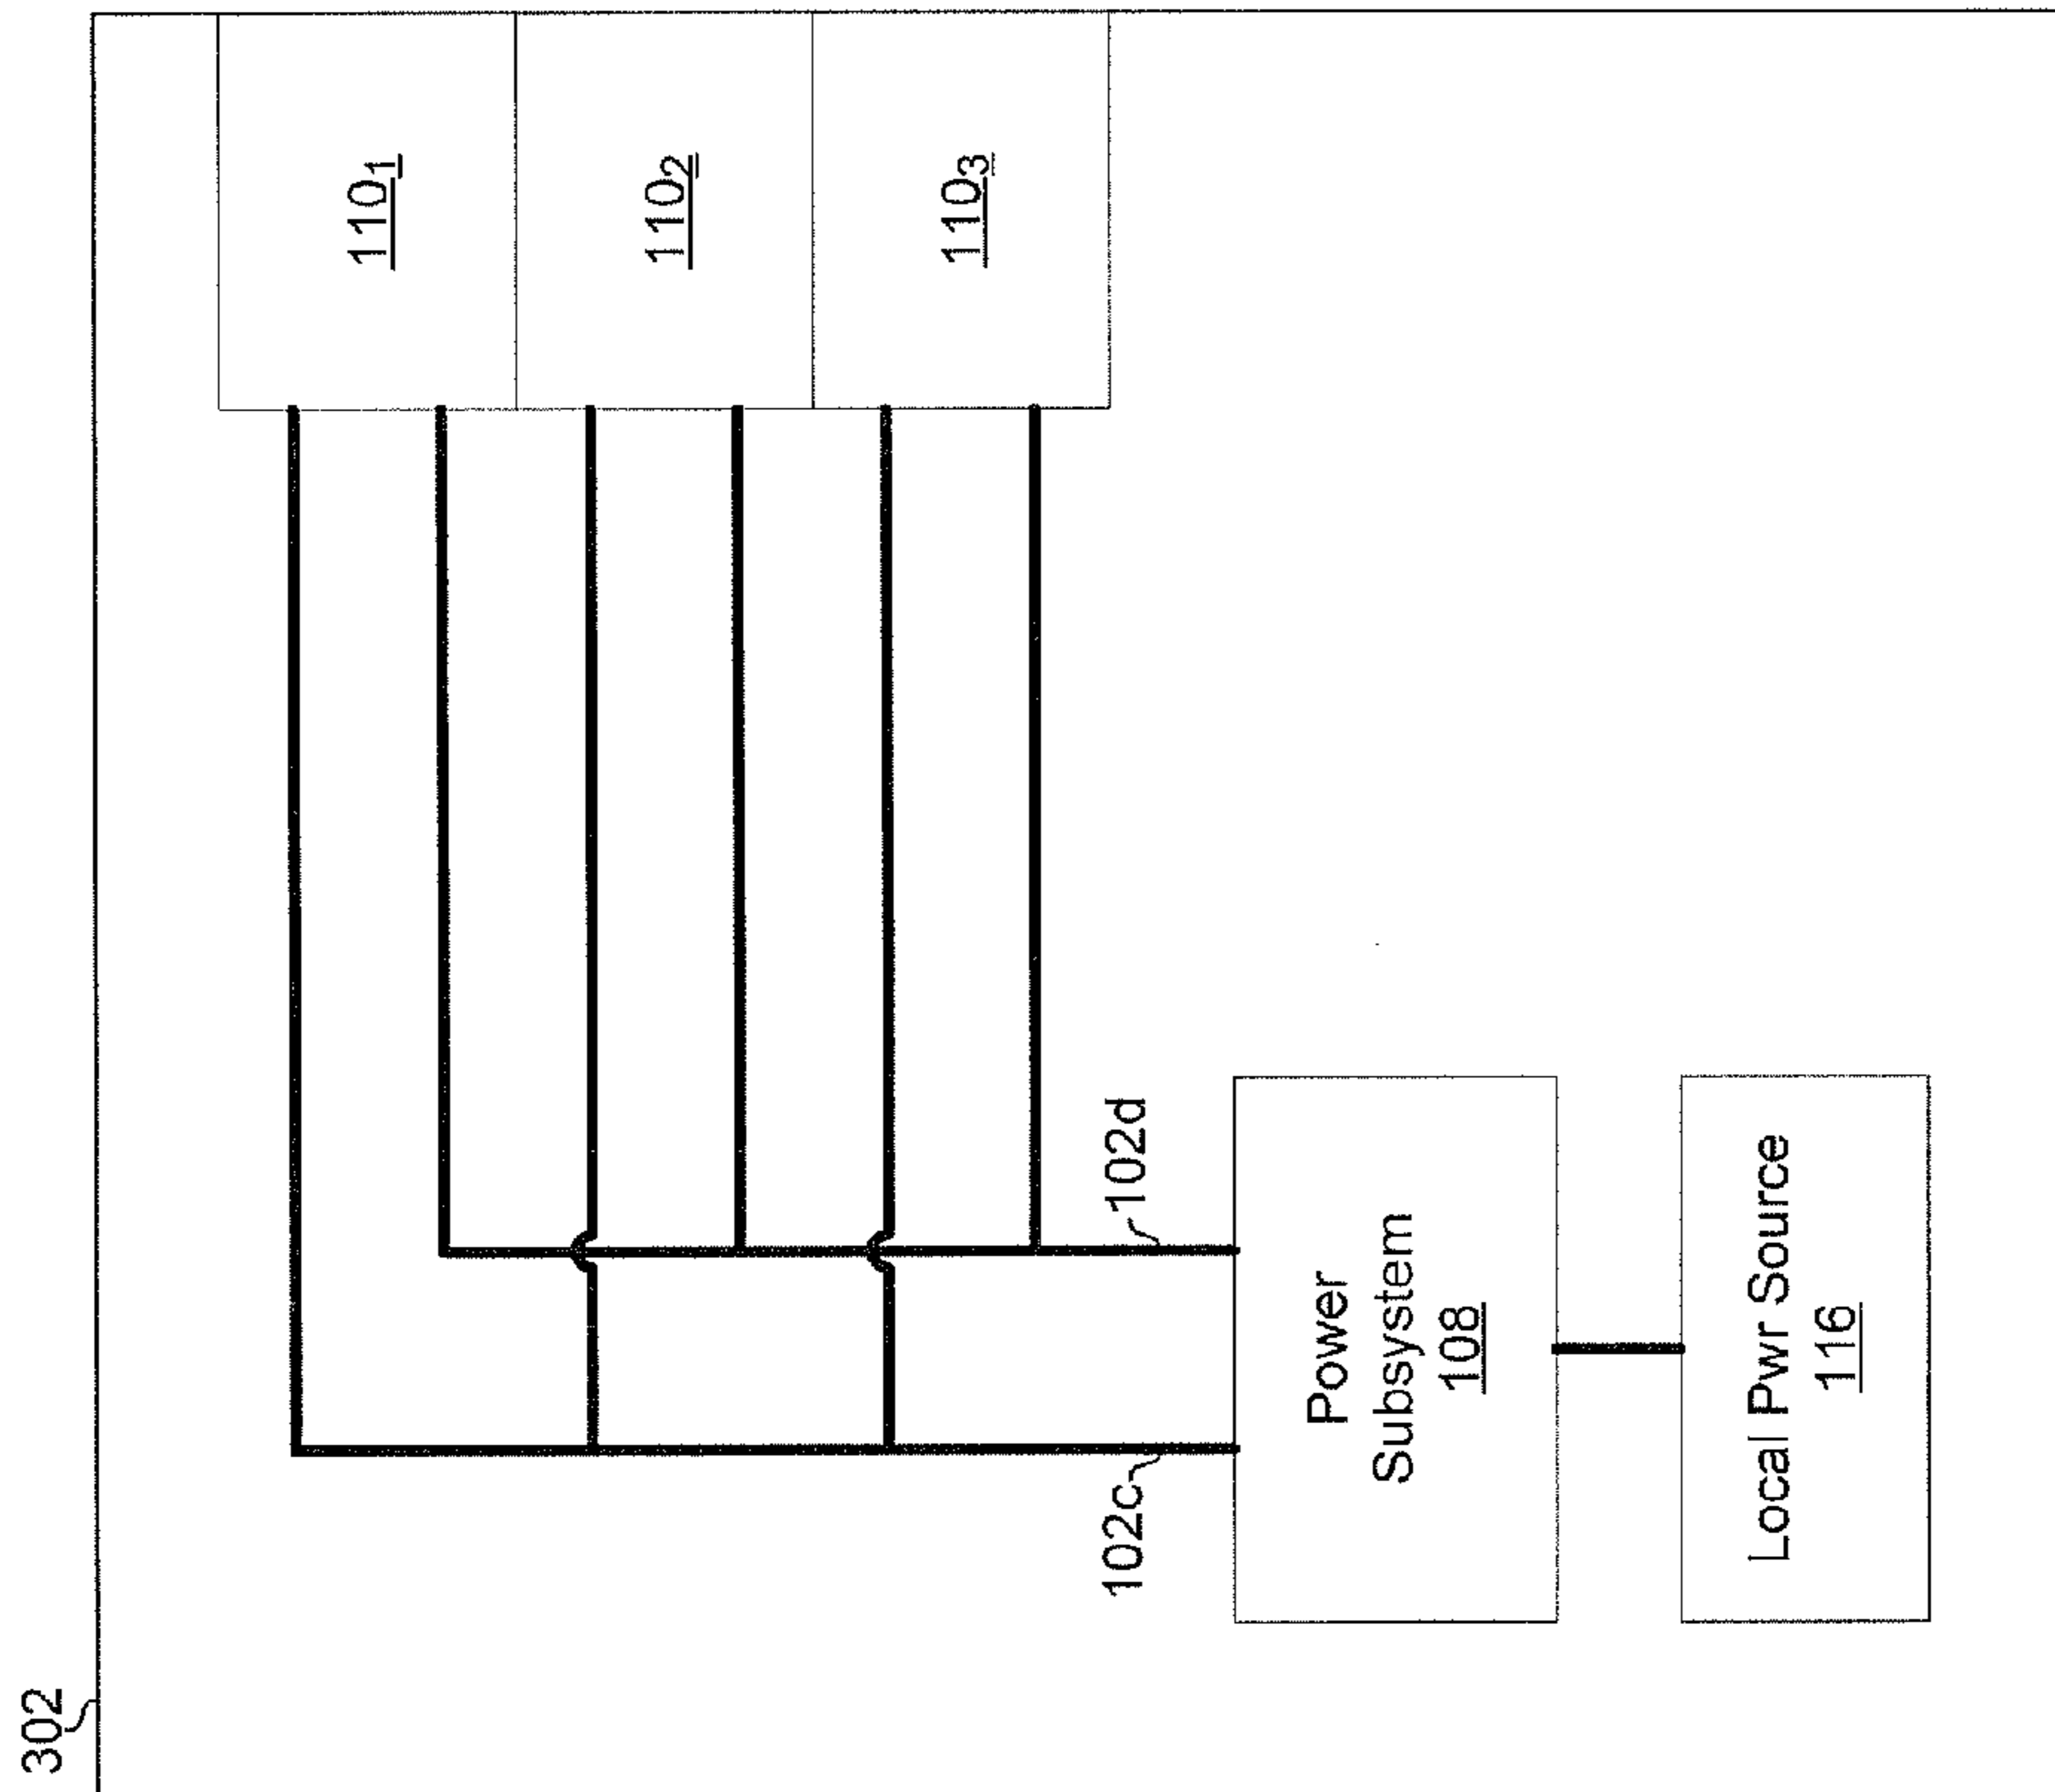 302
110₁
110₂
110₃
102d
102c
Power
Subsystem
108
Local Pwr Source
116